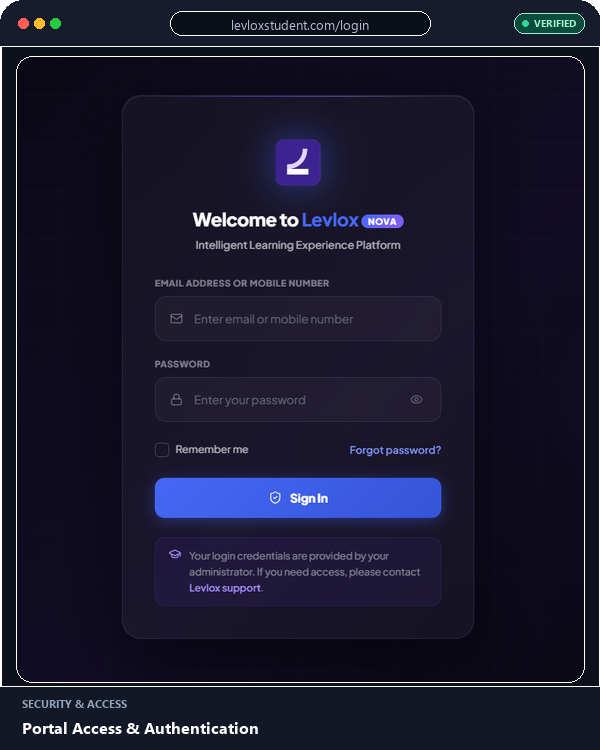 levloxstudent.com/login
VERIFIED
Welcome to Levlox NOVA
Intelligent Learning Experience Platform
EMAIL ADDRESS OR MOBILE NUMBER
Enter email or mobile number
PASSWORD
Enter your password
Remember me
Forgot password?
Sign In
Your login credentials are provided by your
administrator. If you need access, please contact
Levlox support.
SECURITY & ACCESS
Portal Access & Authentication